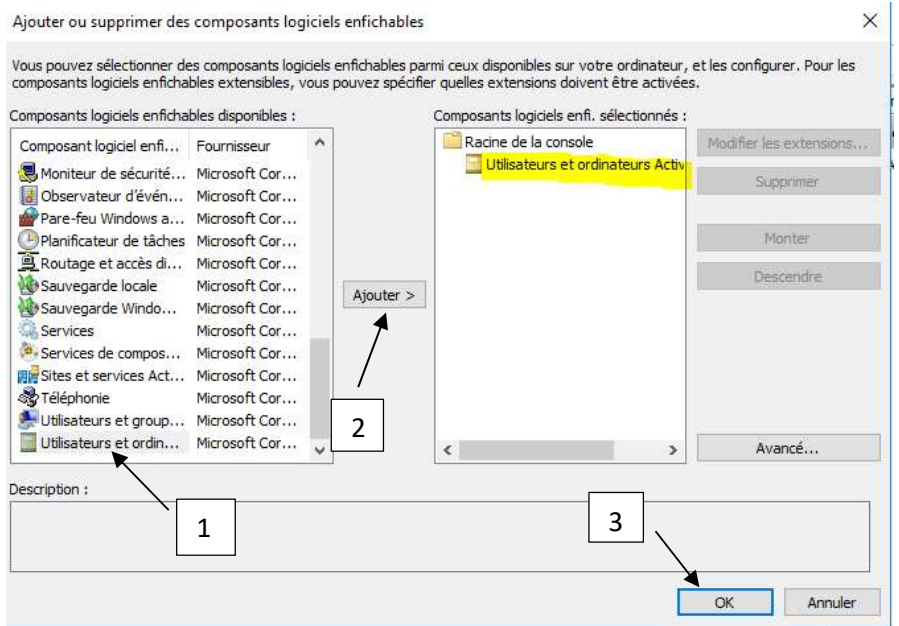 Ajouter ou supprimer des composants logiciels enfichables
Vous pouvez sélectionner des composants logiciels enfichables parmi ceux disponibles sur votre ordinateur, et les configurer. Pour les
composants logiciels enfichables extensibles, vous pouvez spécifier quelles extensions doivent être activées.
Composants logiciels enfichables disponibles :
Composant logiciel enfi... Fournisseur
Moniteur de sécurité... Microsoft Cor...
Observateur d'évén... Microsoft Cor...
Pare-feu Windows a... Microsoft Cor...
Planificateur de tâches Microsoft Cor...
Routage et accès di... Microsoft Cor...
Sauvegarde locale Microsoft Cor...
Sauvegarde Windo... Microsoft Cor...
Services Microsoft Cor...
Services de compos... Microsoft Cor...
Sites et services Act... Microsoft Cor...
Téléphonie Microsoft Cor...
Utilisateurs et group... Microsoft Cor...
Utilisateurs et ordin... Microsoft Cor...
Ajouter >
Composants logiciels enfi. sélectionnés :
Racine de la console
Utilisateurs et ordinateurs Activ
Modifier les extensions...
Supprimer
Monter
Descendre
Avancé...
Description :
1
2
3
OK
Annuler